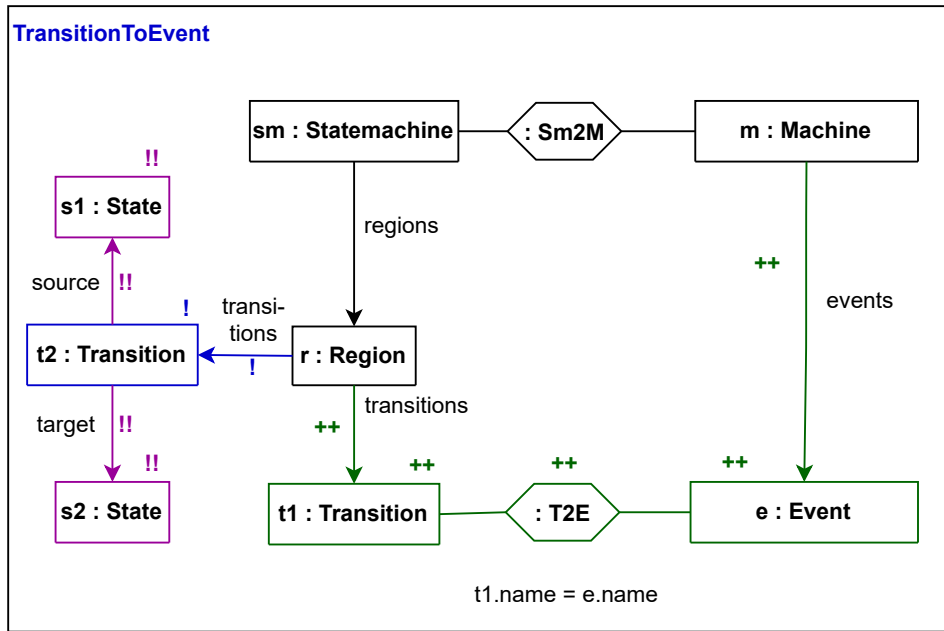 TransitionToEvent
sm : Statemachine
: Sm2M
m : Machine
!!
s1 : State
regions
++
source
!!
events
!
transi-
tions
t2 : Transition
!
r : Region
target
!!
transitions
++
!!
++
++
++
s2 : State
t1 : Transition
: T2E
e : Event
t1.name = e.name